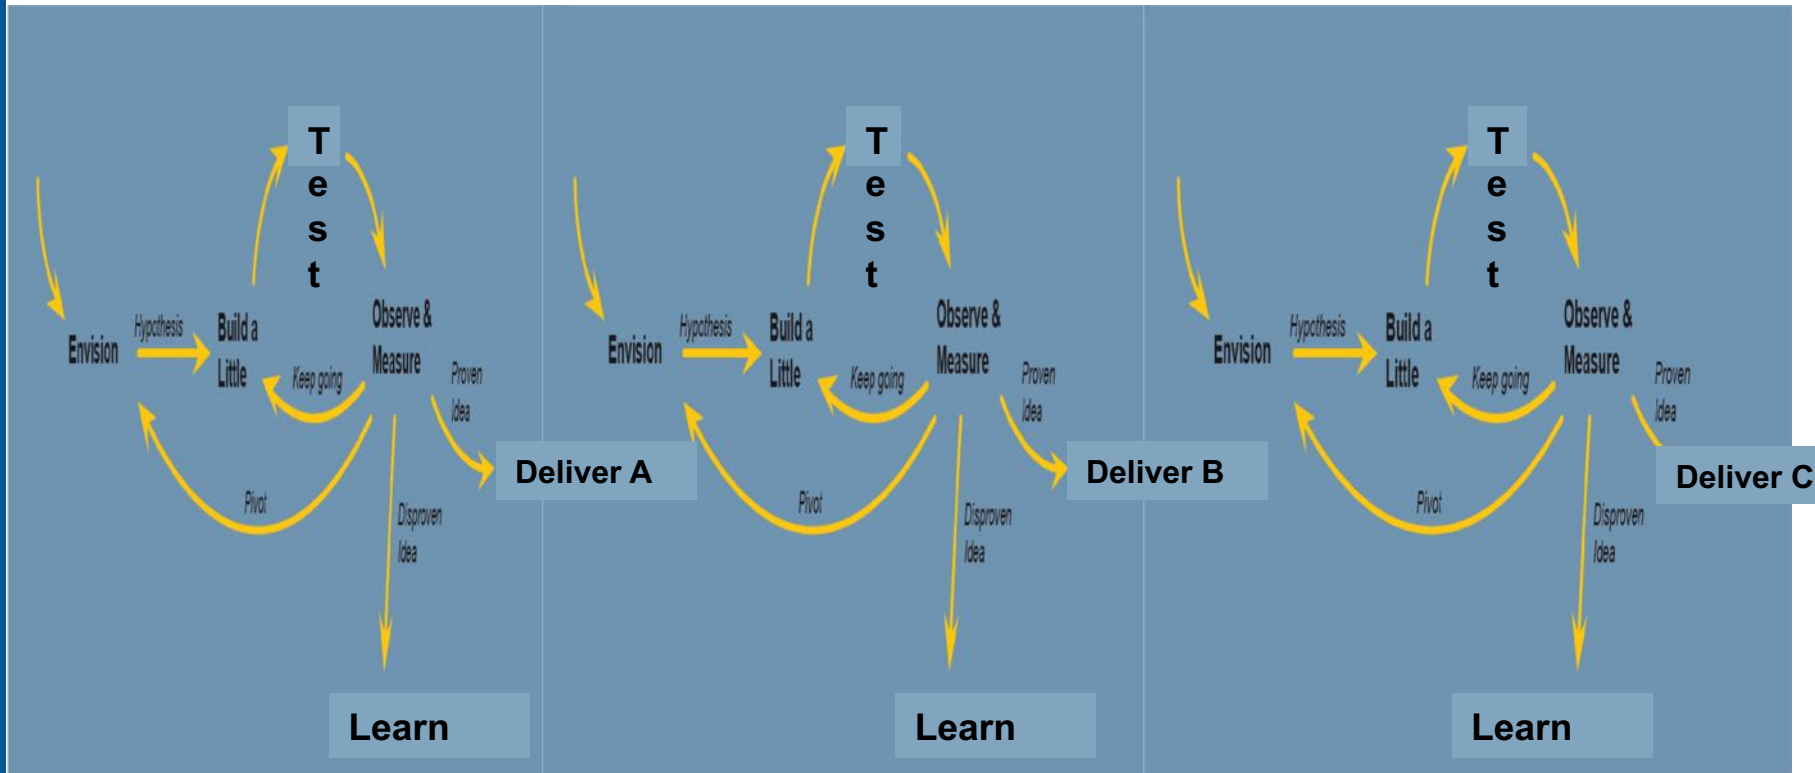 T
e
s
t
Hypothesis
Envision
Build a
Little
Observe &
Measure
Keep going
Proven
Idea
Deliver A
Pivot
Disproven
Idea
Learn
T
e
s
t
Hypothesis
Envision
Build a
Little
Observe &
Measure
Keep going
Proven
Idea
Deliver B
Pivot
Disproven
Idea
Learn
T
e
s
t
Hypothesis
Envision
Build a
Little
Observe &
Measure
Keep going
Proven
Idea
Deliver C
Pivot
Disproven
Idea
Learn